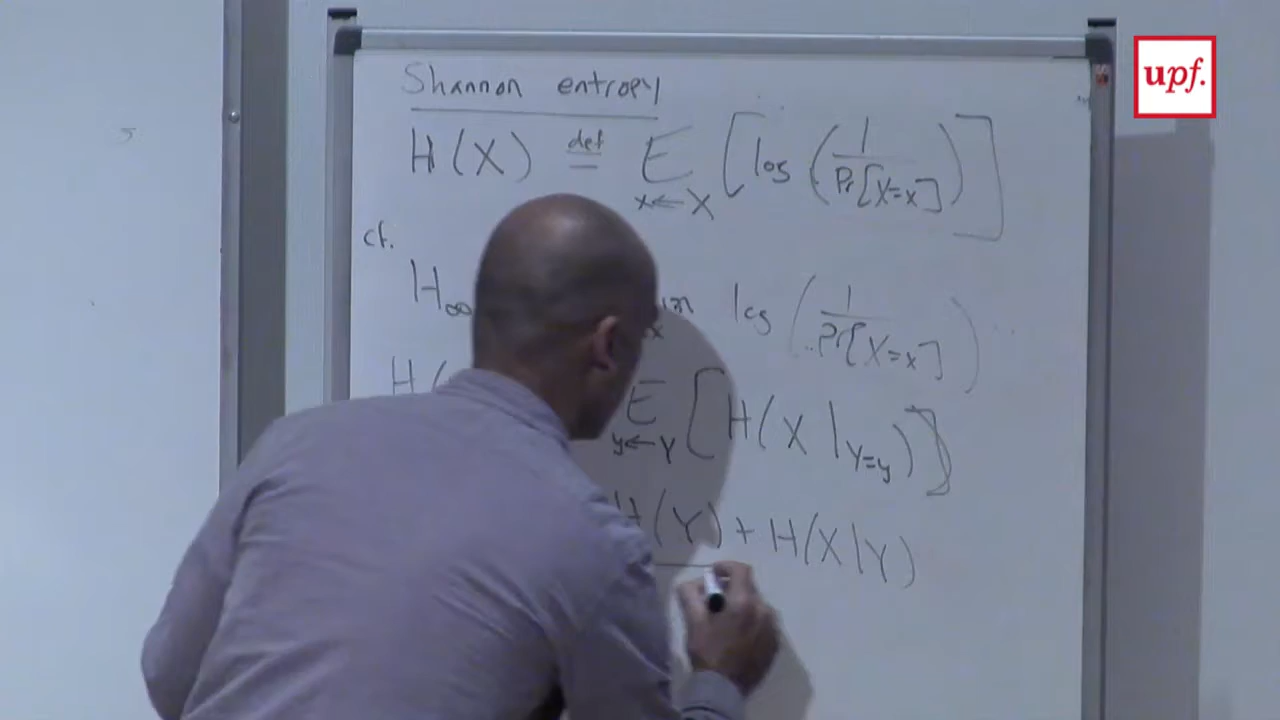 upf.
Shannon entropy
H(X) def= E x←X [log(1/Pr[X=x])]
cf.
H∞ x log(1/Pr[X=x])
H( E y←Y [H(X|Y=y)]
H(Y) + H(X|Y)